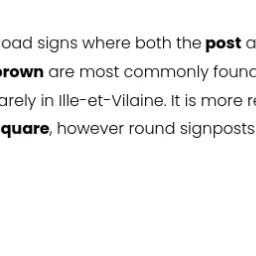 oad signs where both the post a
brown are most commonly found
arely in Ille-et-Vilaine. It is more re
quare, however round signposts